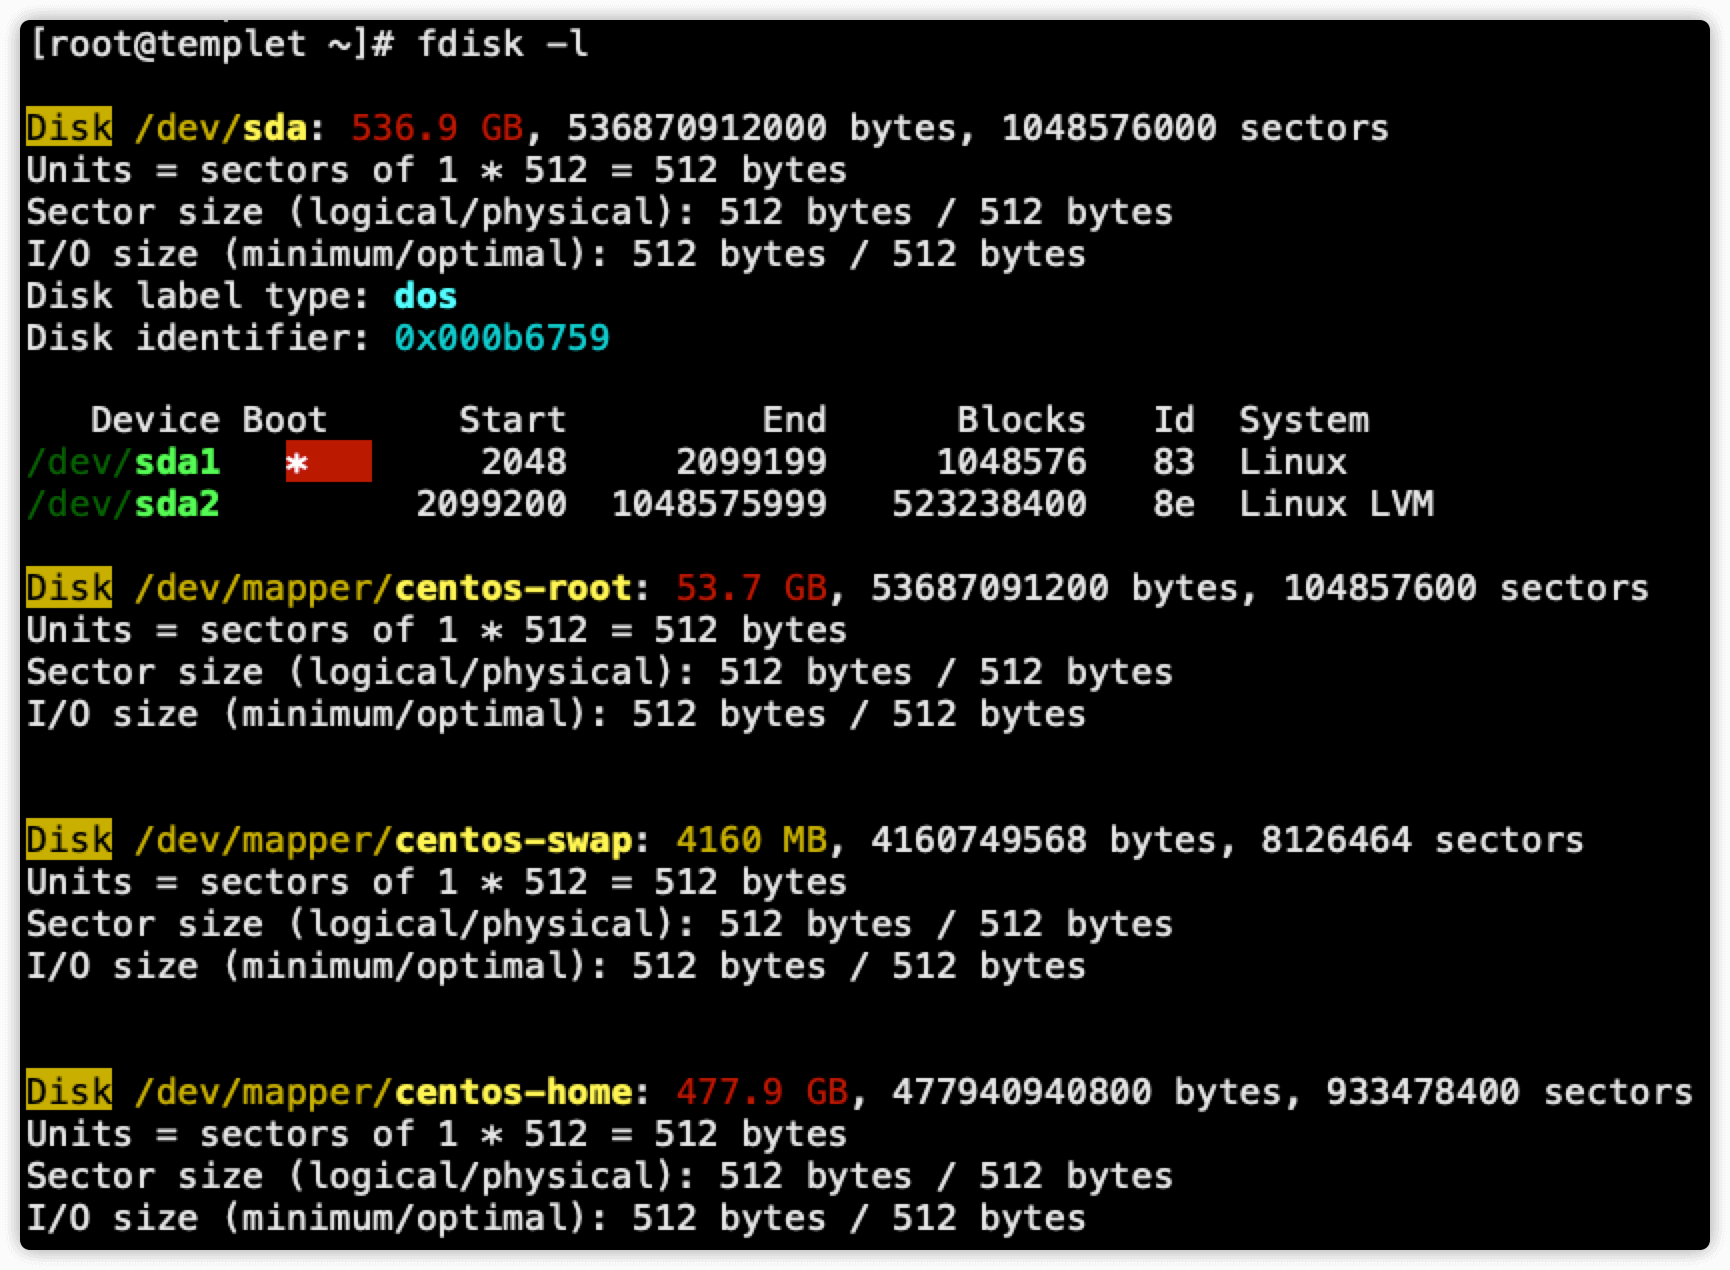 [root@templet ~]# fdisk -l
Disk /dev/sda: 536.9 GB, 536870912000 bytes, 1048576000 sectors
Units = sectors of 1 * 512 = 512 bytes
Sector size (logical/physical): 512 bytes / 512 bytes
I/O size (minimum/optimal): 512 bytes / 512 bytes
Disk label type: dos
Disk identifier: 0x000b6759
Device Boot Start End Blocks Id System
/dev/sda1 * 2048 2099199 1048576 83 Linux
/dev/sda2 2099200 1048575999 523238400 8e Linux LVM
Disk /dev/mapper/centos-root: 53.7 GB, 53687091200 bytes, 104857600 sectors
Units = sectors of 1 * 512 = 512 bytes
Sector size (logical/physical): 512 bytes / 512 bytes
I/O size (minimum/optimal): 512 bytes / 512 bytes
Disk /dev/mapper/centos-swap: 4160 MB, 4160749568 bytes, 8126464 sectors
Units = sectors of 1 * 512 = 512 bytes
Sector size (logical/physical): 512 bytes / 512 bytes
I/O size (minimum/optimal): 512 bytes / 512 bytes
Disk /dev/mapper/centos-home: 477.9 GB, 477940940800 bytes, 933478400 sectors
Units = sectors of 1 * 512 = 512 bytes
Sector size (logical/physical): 512 bytes / 512 bytes
I/O size (minimum/optimal): 512 bytes / 512 bytes